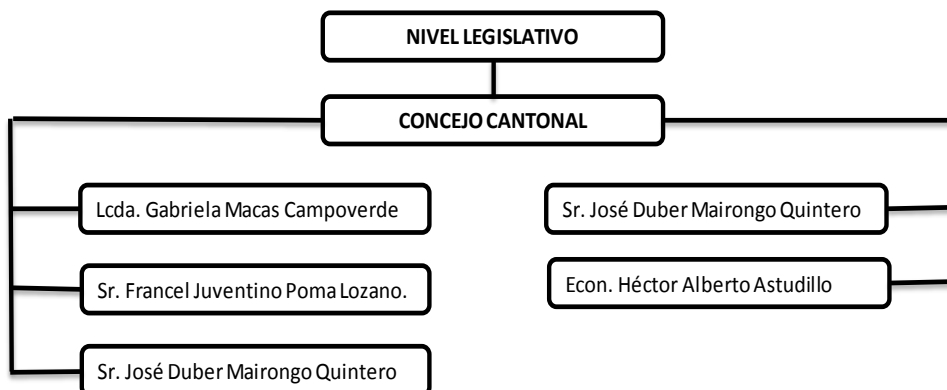 NIVEL LEGISLATIVO
CONCEJO CANTONAL
Lcda. Gabriela Macas Campoverde
Sr. José Duber Mairongo Quintero
Sr. Francel Juventino Poma Lozano.
Econ. Héctor Alberto Astudillo
Sr. José Duber Mairongo Quintero